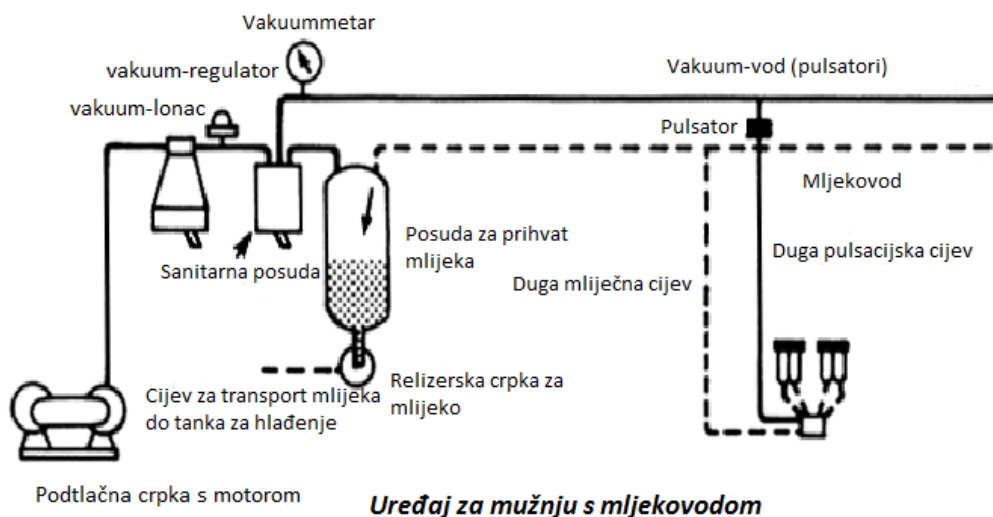 Vakuummetar
vakuum-regulator
Vakuum-vod (pulsatori)
vakuum-lonac
Pulsator
Mljekovod
Posuda za prihvat
mlijeka
Duga pulsacijska cijev
Sanitarna posuda
Duga mliječna cijev
Cijev za transport mlijeka
do tanka za hlađenje
Relizerska crpka za
mlijeko
Podtlačna crpka s motorom
Uređaj za mužnju s mljekovodom